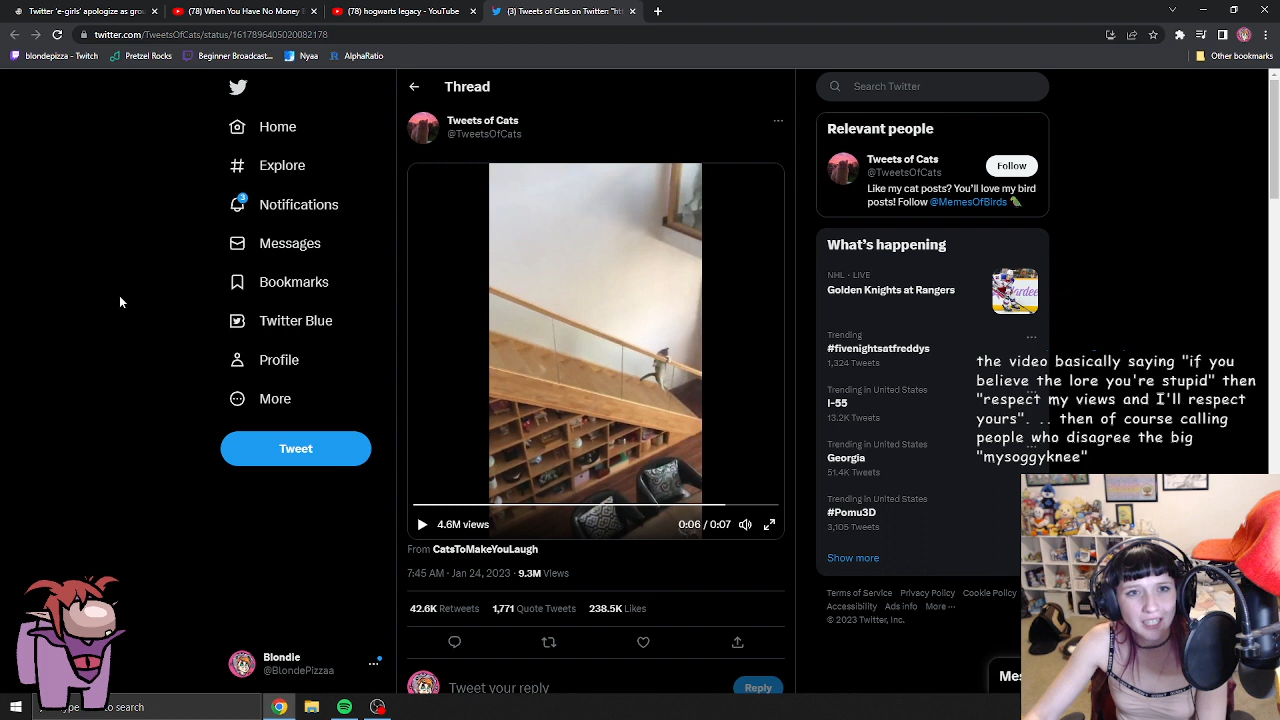 Twitter 'e-girls' apologize as grou
(78) When You Have No Money $
(80) hogwarts legacy - YouTube
(3) Tweets of Cats on Twitter: "htt
twitter.com/TweetsOfCats/status/1617896405020082178
blondepizza - Twitch
Pretzel Rocks
Beginner Broadcast...
Nyaa
AlphaRatio
Other bookmarks
Home
Explore
3
Notifications
Messages
Bookmarks
Twitter Blue
Profile
More
Tweet
Blondie
@BlondePizzaa
Thread
Tweets of Cats
@TweetsOfCats
4.6M views
0:06 / 0:07
From CatsToMakeYouLaugh
7:45 AM · Jan 24, 2023 · 9.3M Views
42.6K Retweets 1,771 Quote Tweets 238.5K Likes
Tweet your reply
Reply
Search Twitter
Relevant people
Tweets of Cats
@TweetsOfCats
Follow
Like my cat posts? You'll love my bird
posts! Follow @MemesOfBirds
What's happening
NHL · LIVE
Golden Knights at Rangers
Trending
#fivenightsatfreddys
1,324 Tweets
Trending in United States
I-55
13.2K Tweets
Trending in United States
Georgia
51.4K Tweets
Trending in United States
#Pomu3D
3,105 Tweets
Show more
Terms of Service Privacy Policy Cookie Policy
Accessibility Ads info More ···
© 2023 Twitter, Inc.
the video basically saying "if you
believe the lore you're stupid" then
"respect my views and I'll respect
yours". . .. then of course calling
people who disagree the big
"mysoggyknee"